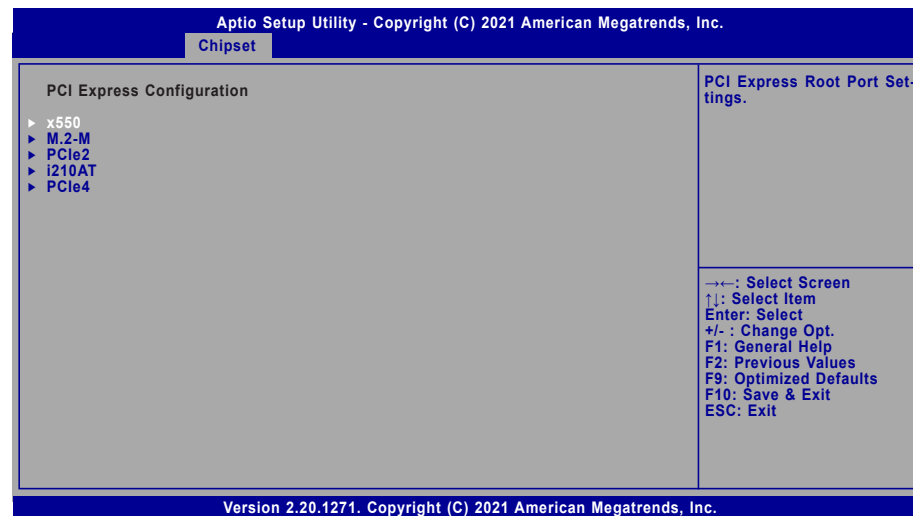 Aptio Setup Utility - Copyright (C) 2021 American Megatrends, Inc.
Chipset
PCI Express Configuration
▶ x550
▶ M.2-M
▶ PCIe2
▶ i210AT
▶ PCIe4
PCI Express Root Port Set-
tings.
→←: Select Screen
↑↓: Select Item
Enter: Select
+/- : Change Opt.
F1: General Help
F2: Previous Values
F9: Optimized Defaults
F10: Save & Exit
ESC: Exit
Version 2.20.1271. Copyright (C) 2021 American Megatrends, Inc.